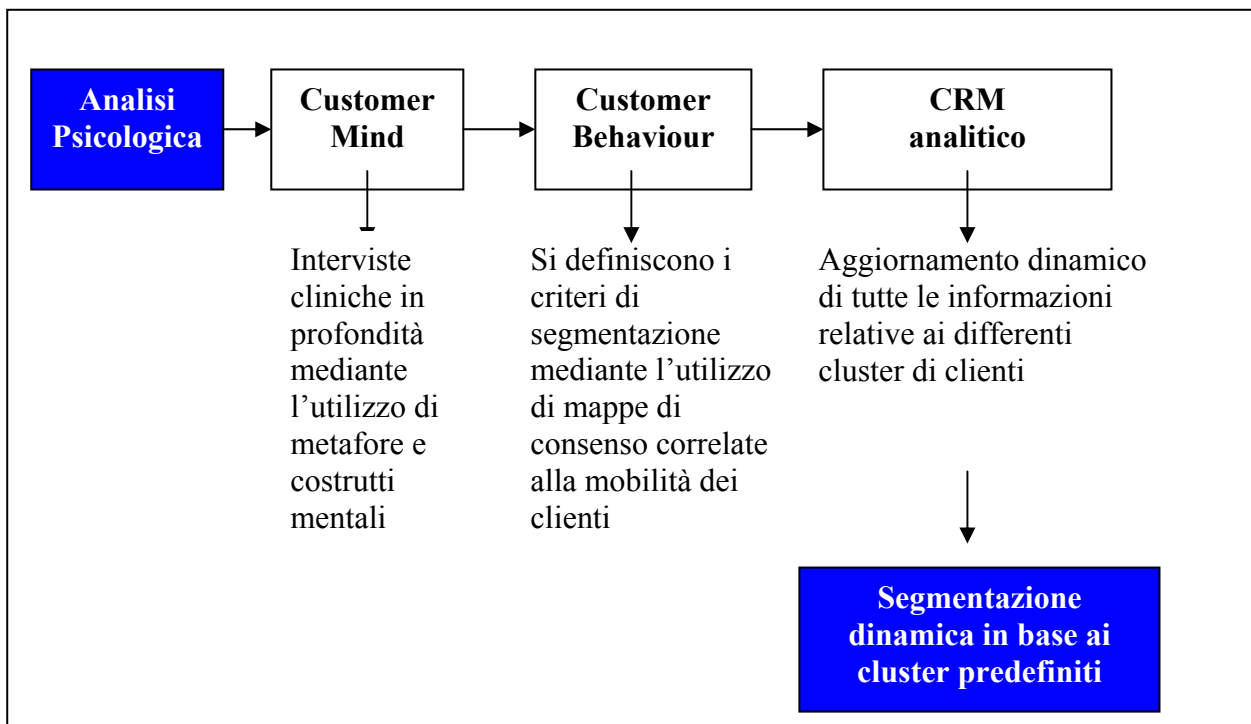 Analisi
Psicologica
Customer
Mind
Customer
Behaviour
CRM
analitico
Interviste
cliniche in
profondità
mediante
l’utilizzo di
metafore e
costrutti
mentali
Si definiscono i
criteri di
segmentazione
mediante l’utilizzo
di mappe di
consenso correlate
alla mobilità dei
clienti
Aggiornamento dinamico
di tutte le informazioni
relative ai differenti
cluster di clienti
Segmentazione
dinamica in base ai
cluster predefiniti